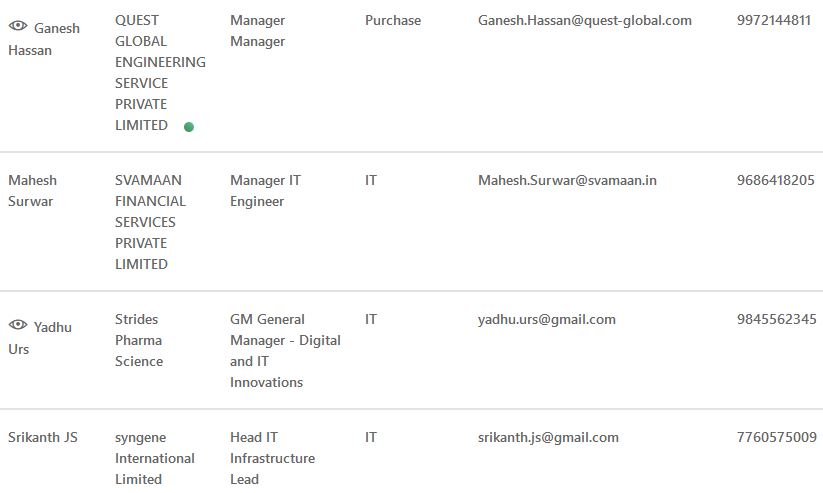 Ganesh Hassan
QUEST GLOBAL ENGINEERING SERVICE PRIVATE LIMITED
Manager Manager
Purchase
Ganesh.Hassan@quest-global.com
9972144811
Mahesh Surwar
SVAMAAN FINANCIAL SERVICES PRIVATE LIMITED
Manager IT Engineer
IT
Mahesh.Surwar@svamaan.in
9686418205
Yadhu Urs
Strides Pharma Science
GM General Manager - Digital and IT Innovations
IT
yadhu.urs@gmail.com
9845562345
Srikanth JS
syngene International Limited
Head IT Infrastructure Lead
IT
srikanth.js@gmail.com
7760575009